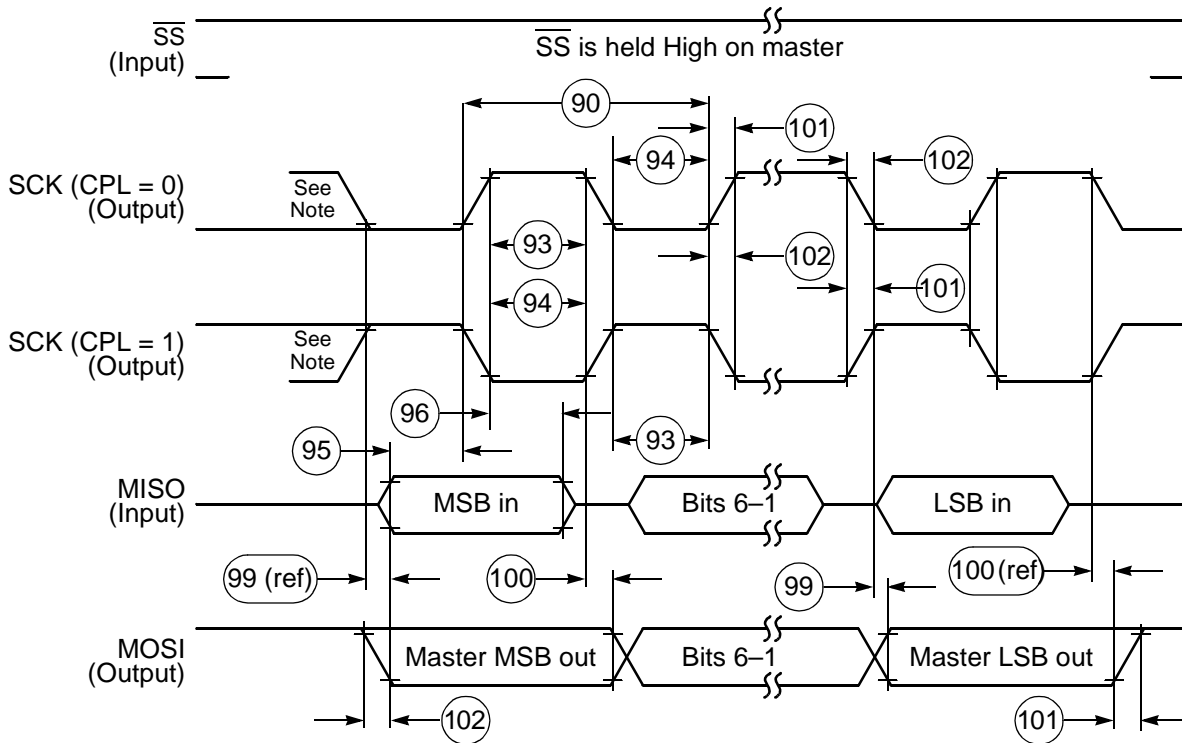 SS
(Input)
SS is held High on master
90
101
94
102
SCK (CPL = 0)
(Output)
See
Note
93
102
94
101
SCK (CPL = 1)
(Output)
See
Note
96
93
95
MISO
(Input)
MSB in
Bits 6–1
LSB in
99 (ref)
100
99
100 (ref)
MOSI
(Output)
Master MSB out
Bits 6–1
Master LSB out
102
101